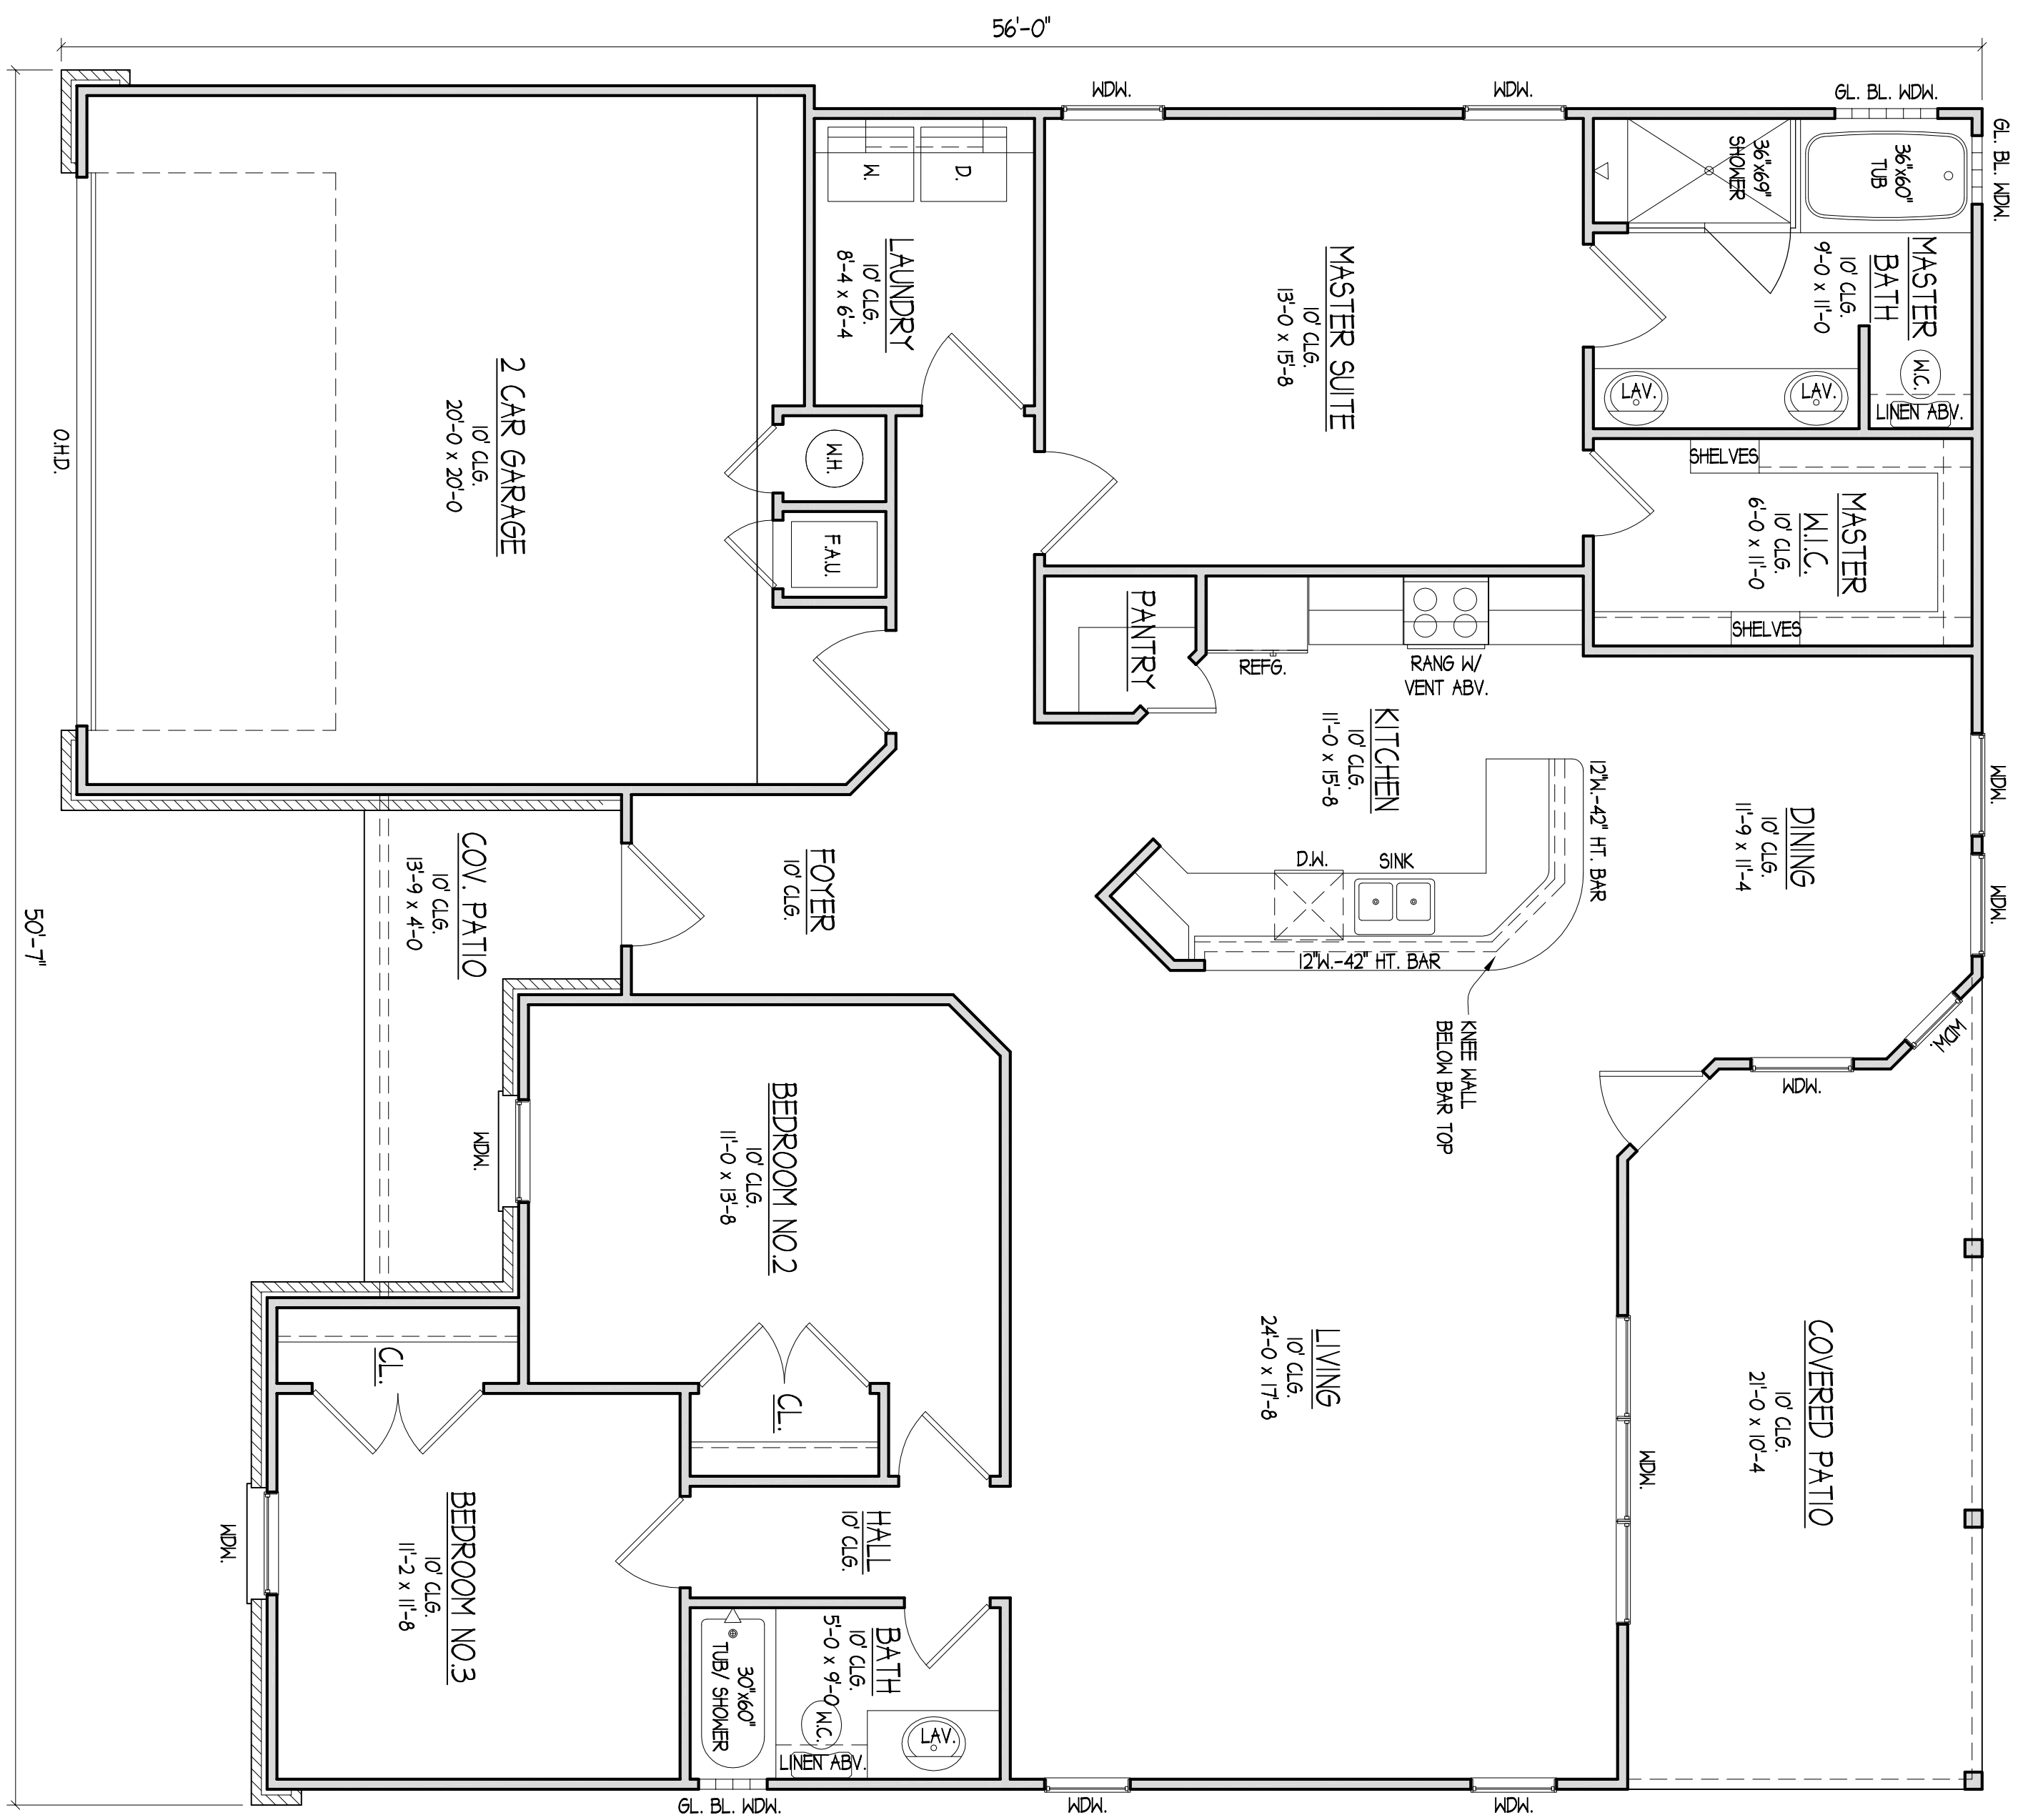 56'-0"
WDW.
WDW.
GL. BL. WDW.
GL. BL. WDW.
36"x60"
TUB
36"x69"
SHOWER
MASTER
BATH
10' CLG.
9'-0 x 11'-0
W.C.
LINEN ABV.
LAV.
LAV.
W.
D.
LAUNDRY
10' CLG.
8'-4 x 6'-4
MASTER SUITE
10' CLG.
13'-0 x 15'-8
2 CAR GARAGE
10' CLG.
20'-0 x 20'-0
O.H.D.
W.H.
F.A.U.
SHELVES
MASTER
W.I.C.
10' CLG.
6'-0 x 11'-0
SHELVES
PANTRY
REFG.
RANG W/
VENT ABV.
KITCHEN
10' CLG.
11'-0 x 15'-8
12"W.-42" HT. BAR
D.W.
SINK
12"W.-42" HT. BAR
KNEE WALL
BELOW BAR TOP
DINING
10' CLG.
11'-9 x 11'-4
WDW.
WDW.
WDW.
WDW.
FOYER
10' CLG.
COV. PATIO
10' CLG.
13'-9 x 4'-0
50'-7"
BEDROOM NO.2
10' CLG.
11'-0 x 13'-8
WDW.
CL.
CL.
LIVING
10' CLG.
24'-0 x 17'-8
WDW.
COVERED PATIO
10' CLG.
21'-0 x 10'-4
HALL
10' CLG.
BEDROOM NO.3
10' CLG.
11'-2 x 11'-8
WDW.
BATH
10' CLG.
5'-0 x 9'-0
30"x60"
TUB/ SHOWER
W.C.
LINEN ABV.
LAV.
GL. BL. WDW.
WDW.
WDW.